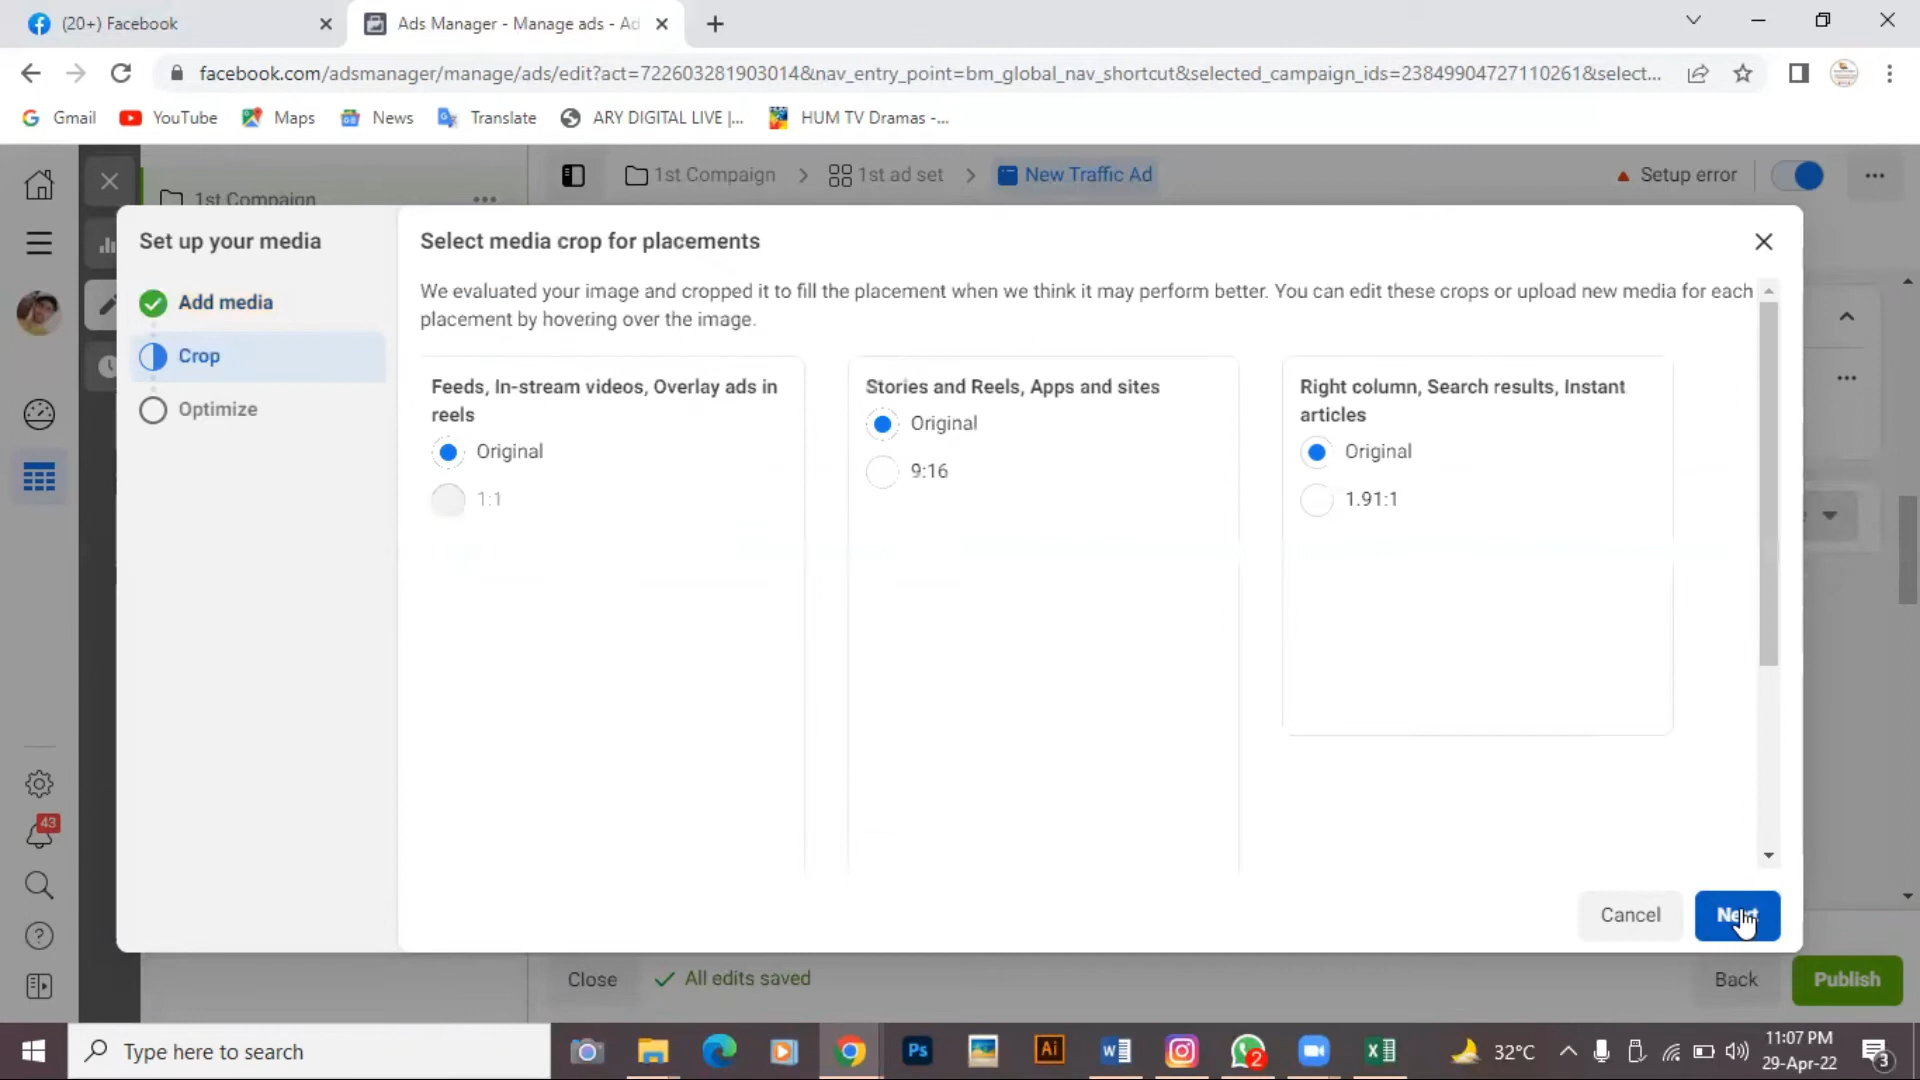 (20+) Facebook
Ads Manager - Manage ads - Ad
facebook.com/adsmanager/manage/ads/edit?act=722603281903014&nav_entry_point=bm_global_nav_shortcut&selected_campaign_ids=23849904727110261&select...
Gmail
YouTube
Maps
News
Translate
ARY DIGITAL LIVE |...
HUM TV Dramas -...
1st Compaign
1st Compaign
1st ad set
New Traffic Ad
Setup error
Set up your media
Add media
Crop
Optimize
Select media crop for placements
We evaluated your image and cropped it to fill the placement when we think it may perform better. You can edit these crops or upload new media for each
placement by hovering over the image.
Feeds, In-stream videos, Overlay ads in
reels
Original
1:1
Stories and Reels, Apps and sites
Original
9:16
Right column, Search results, Instant
articles
Original
1.91:1
Cancel
Next
43
Close
All edits saved
Back
Publish
Type here to search
Ps
Ai
2
32°C
11:07 PM
29-Apr-22
3